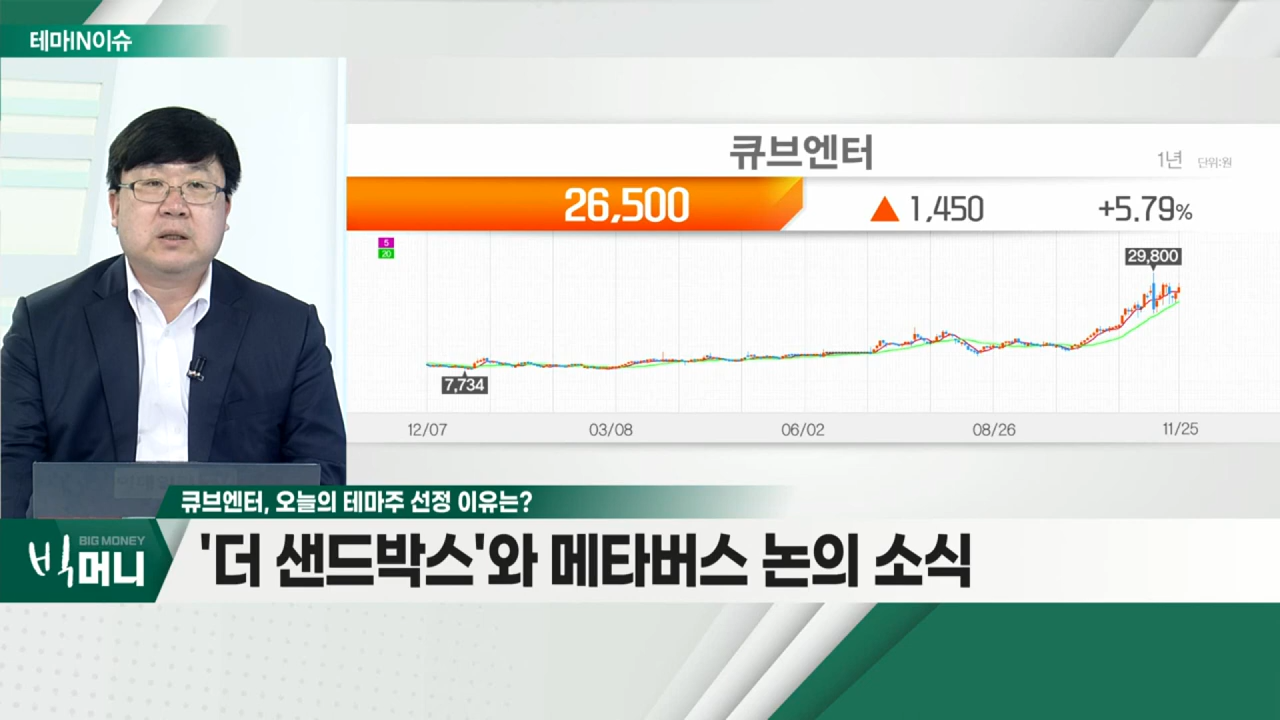 테마IN이슈
큐브엔터
1년 단위:원
26,500 ▲ 1,450 +5.79%
5
20
29,800
7,734
12/07 03/08 06/02 08/26 11/25
큐브엔터, 오늘의 테마주 선정 이유는?
BIG MONEY
빅머니
'더 샌드박스'와 메타버스 논의 소식